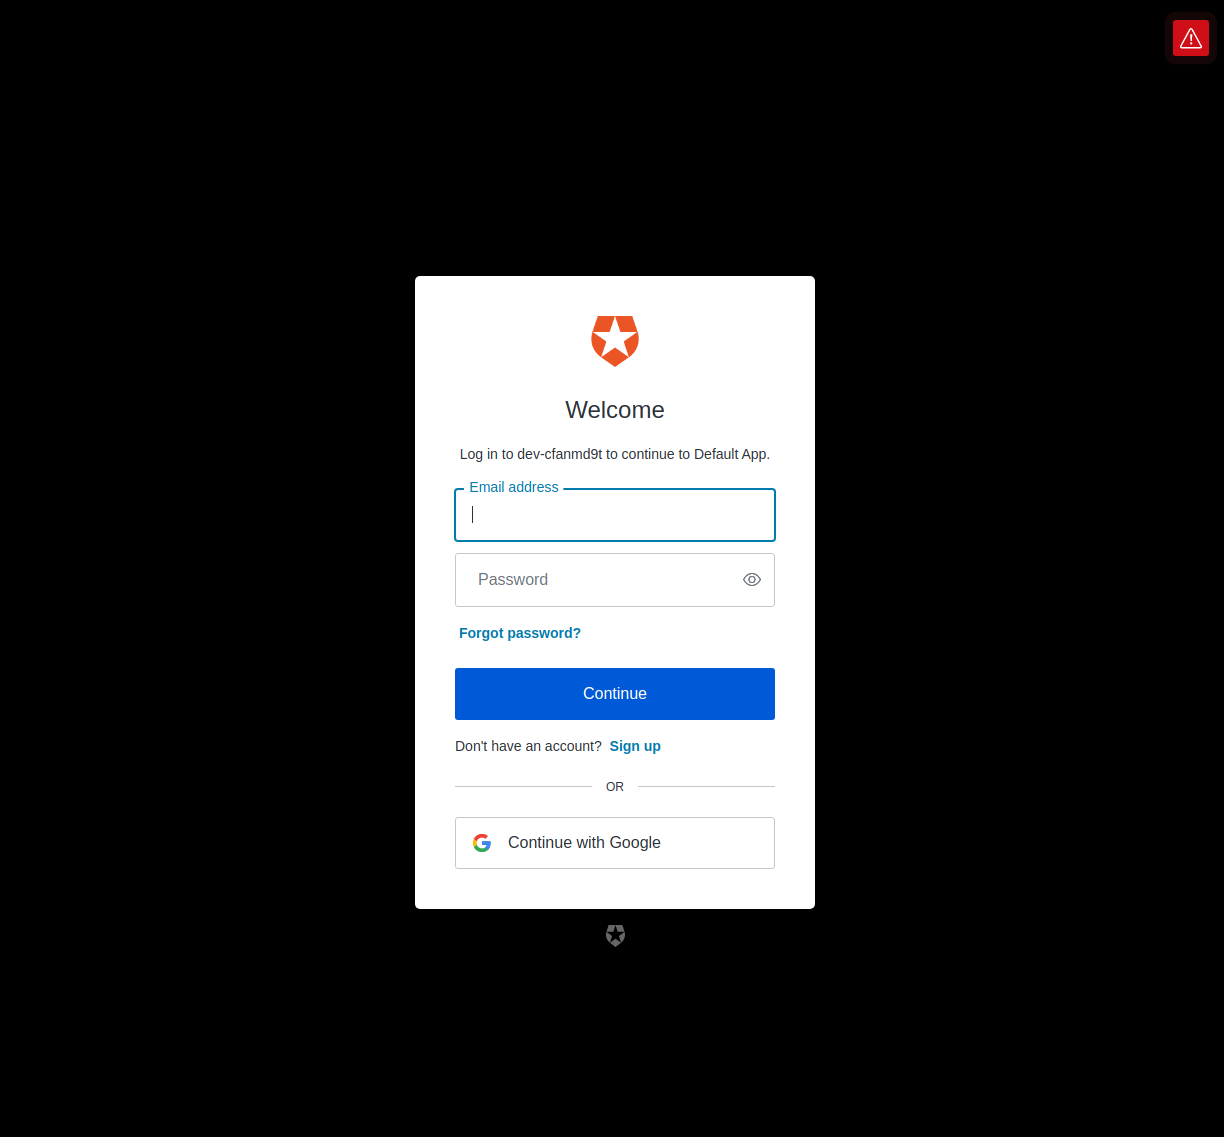 Welcome
Log in to dev-cfanmd9t to continue to Default App.
Email address
Password
Forgot password?
Continue
Don't have an account? Sign up
OR
Continue with Google